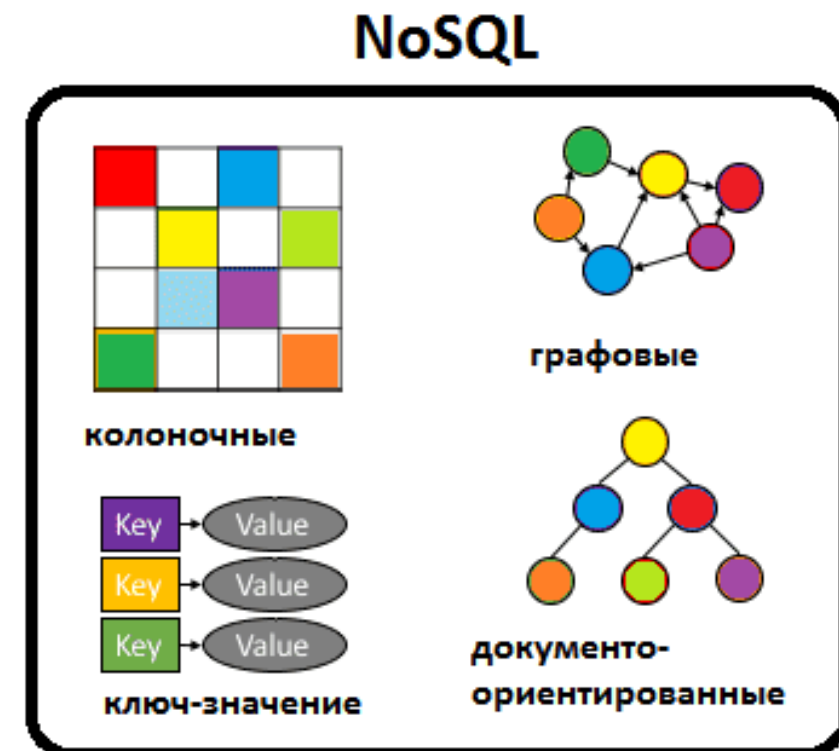 NoSQL
колоночные
графовые
Key Value
Key Value
Key Value
ключ-значение
документо-
ориентированные